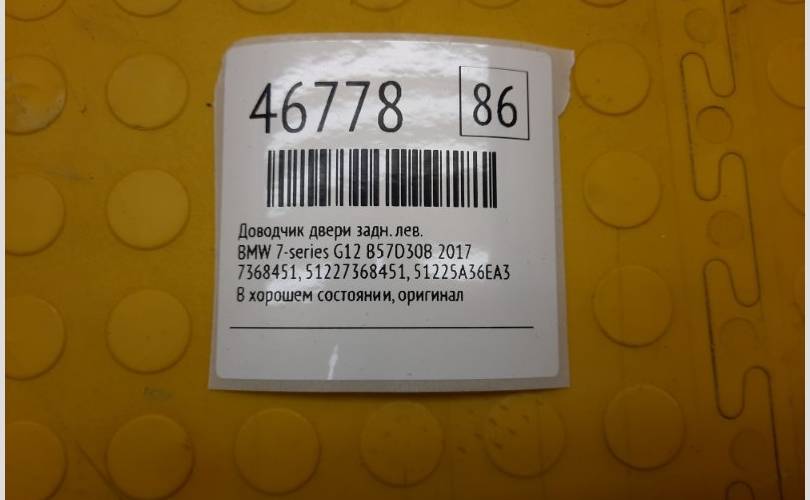 46778 86
Доводчик двери задн. лев.
BMW 7-series G12 B57D30B 2017
7368451, 51227368451, 51225A36EA3
В хорошем состоянии, оригинал